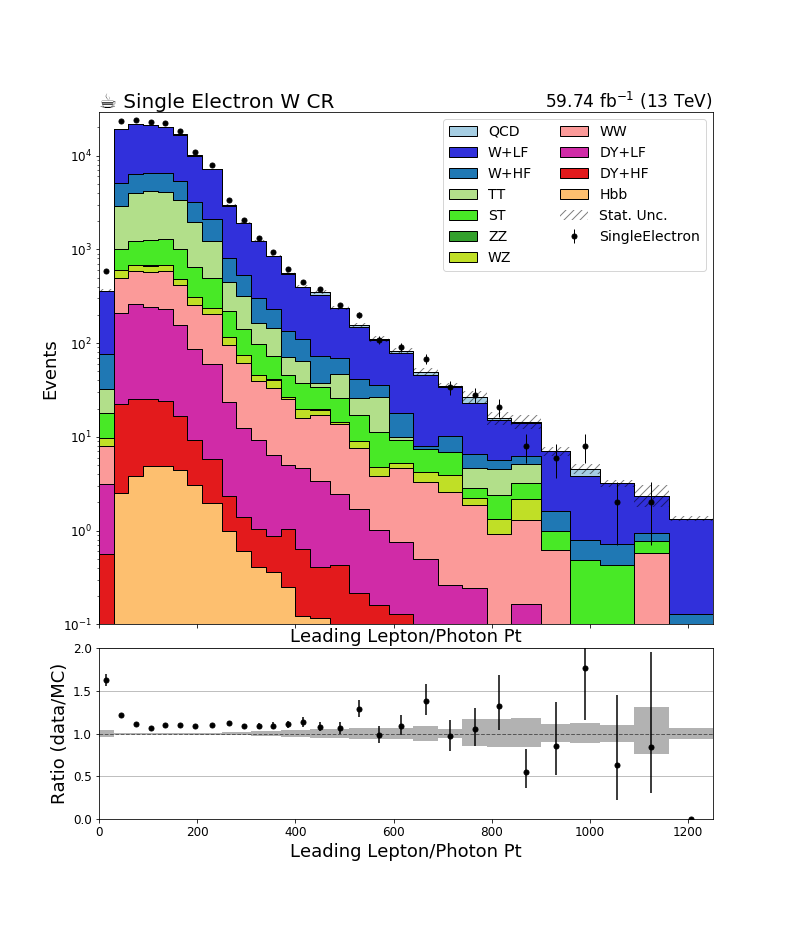 ☕ Single Electron W CR 59.74 fb⁻¹ (13 TeV)
QCD WW
W+LF DY+LF
W+HF DY+HF
TT Hbb
ST Stat. Unc.
ZZ SingleElectron
WZ
Events
10⁴
10³
10²
10¹
10⁰
10⁻¹
Leading Lepton/Photon Pt
Ratio (data/MC)
2.0
1.5
1.0
0.5
0.0
0 200 400 600 800 1000 1200
Leading Lepton/Photon Pt